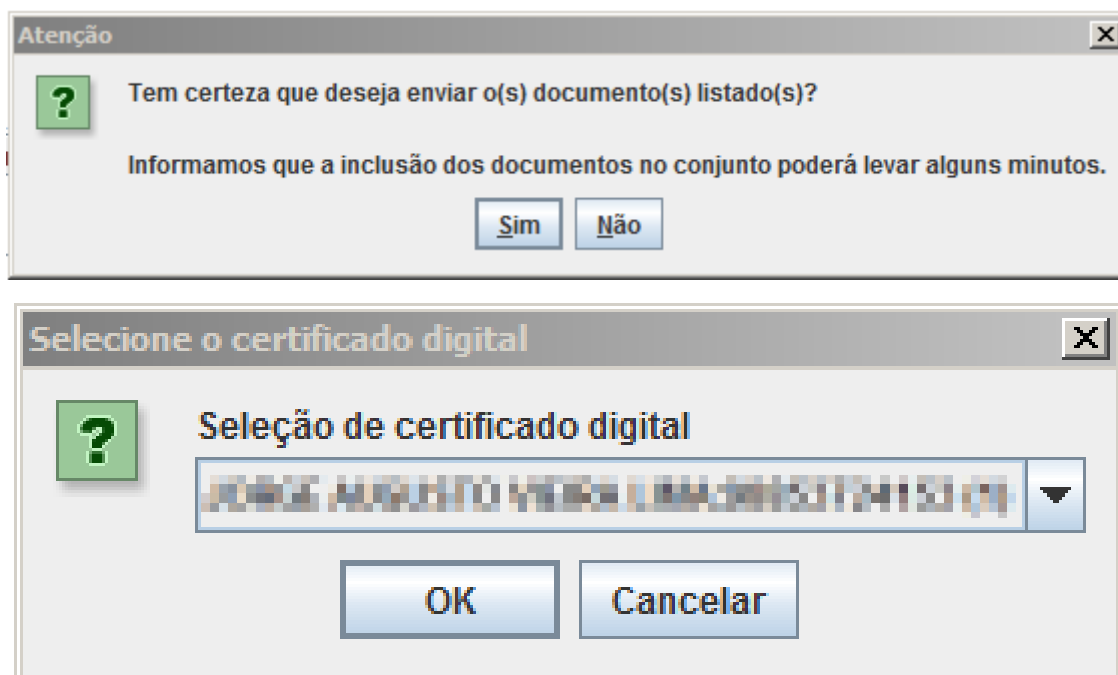 Atenção
Tem certeza que deseja enviar o(s) documento(s) listado(s)?
Informamos que a inclusão dos documentos no conjunto poderá levar alguns minutos.
Sim Não
Selecione o certificado digital
Seleção de certificado digital
OK Cancelar